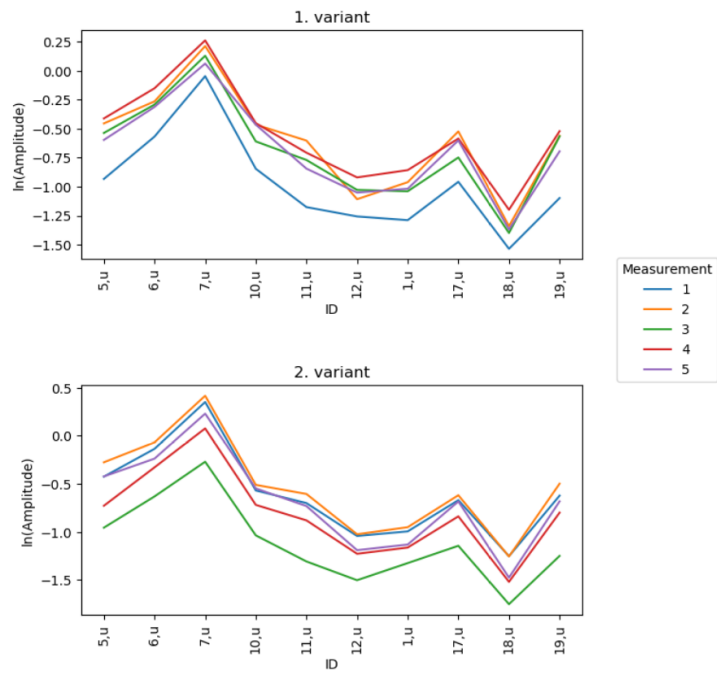 1. variant
0.25
0.00
−0.25
−0.50
−0.75
−1.00
−1.25
−1.50
ln(Amplitude)
5,u
6,u
7,u
10,u
11,u
12,u
1,u
17,u
18,u
19,u
ID
Measurement
1
2
3
4
5
2. variant
0.5
0.0
−0.5
−1.0
−1.5
ln(Amplitude)
5,u
6,u
7,u
10,u
11,u
12,u
1,u
17,u
18,u
19,u
ID